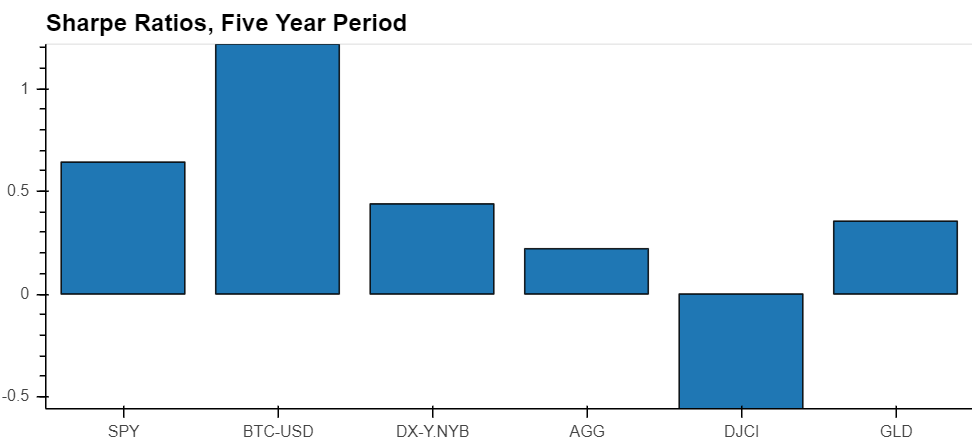 Sharpe Ratios, Five Year Period
1
0.5
0
-0.5
SPY BTC-USD DX-Y.NYB AGG DJCI GLD